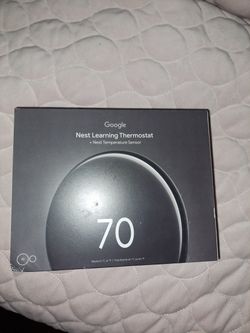 Google
Nest Learning Thermostat
+ Nest Temperature Sensor
70